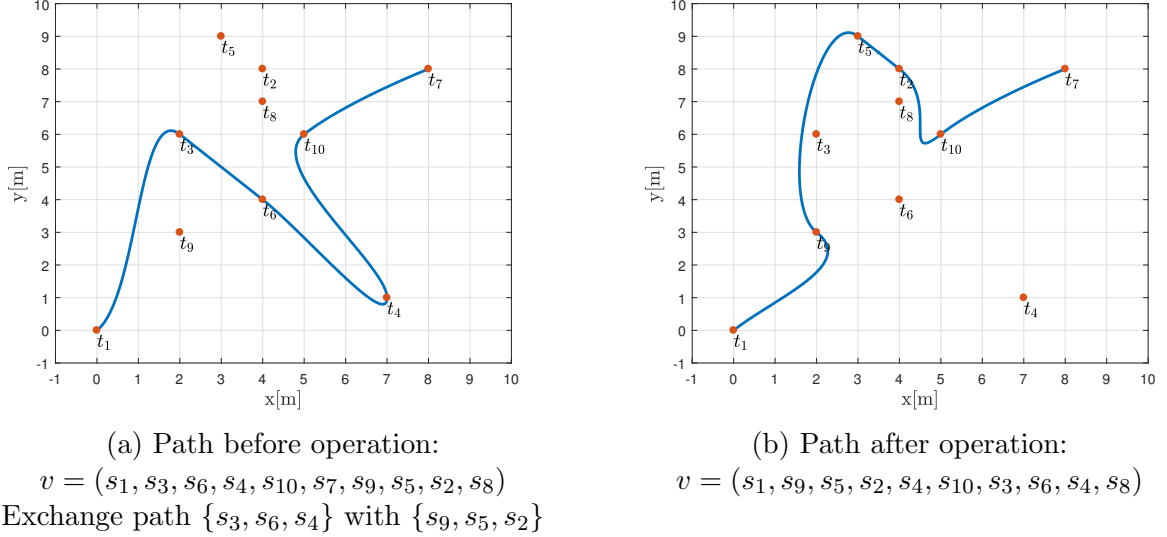 10
9
8
7
6
5
4
3
2
1
0
-1
-1 0 1 2 3 4 5 6 7 8 9 10
y[m]
x[m]
t5
t2
t8
t7
t3
t10
t6
t9
t4
t1
(a) Path before operation:
v = (s1, s3, s6, s4, s10, s7, s9, s5, s2, s8)
Exchange path {s3, s6, s4} with {s9, s5, s2}
10
9
8
7
6
5
4
3
2
1
0
-1
-1 0 1 2 3 4 5 6 7 8 9 10
y[m]
x[m]
t5
t2
t8
t7
t3
t10
t6
t9
t4
t1
(b) Path after operation:
v = (s1, s9, s5, s2, s4, s10, s3, s6, s4, s8)